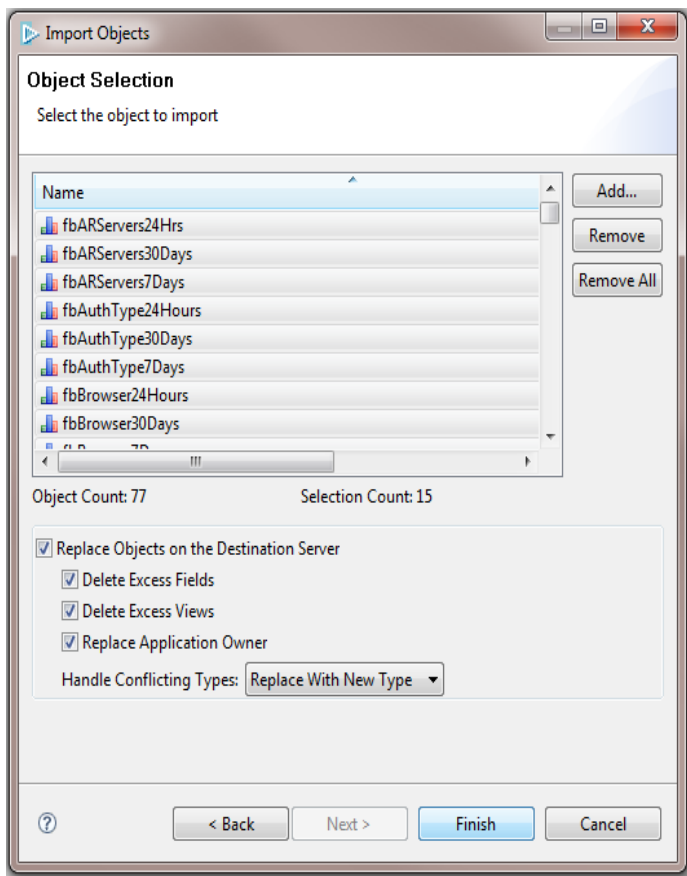 Import Objects
Object Selection
Select the object to import
Name
Add...
fbARServers24Hrs
Remove
fbARServers30Days
fbARServers7Days
Remove All
fbAuthType24Hours
fbAuthType30Days
fbAuthType7Days
fbBrowser24Hours
fbBrowser30Days
Object Count: 77 Selection Count: 15
Replace Objects on the Destination Server
Delete Excess Fields
Delete Excess Views
Replace Application Owner
Handle Conflicting Types: Replace With New Type
< Back Next > Finish Cancel